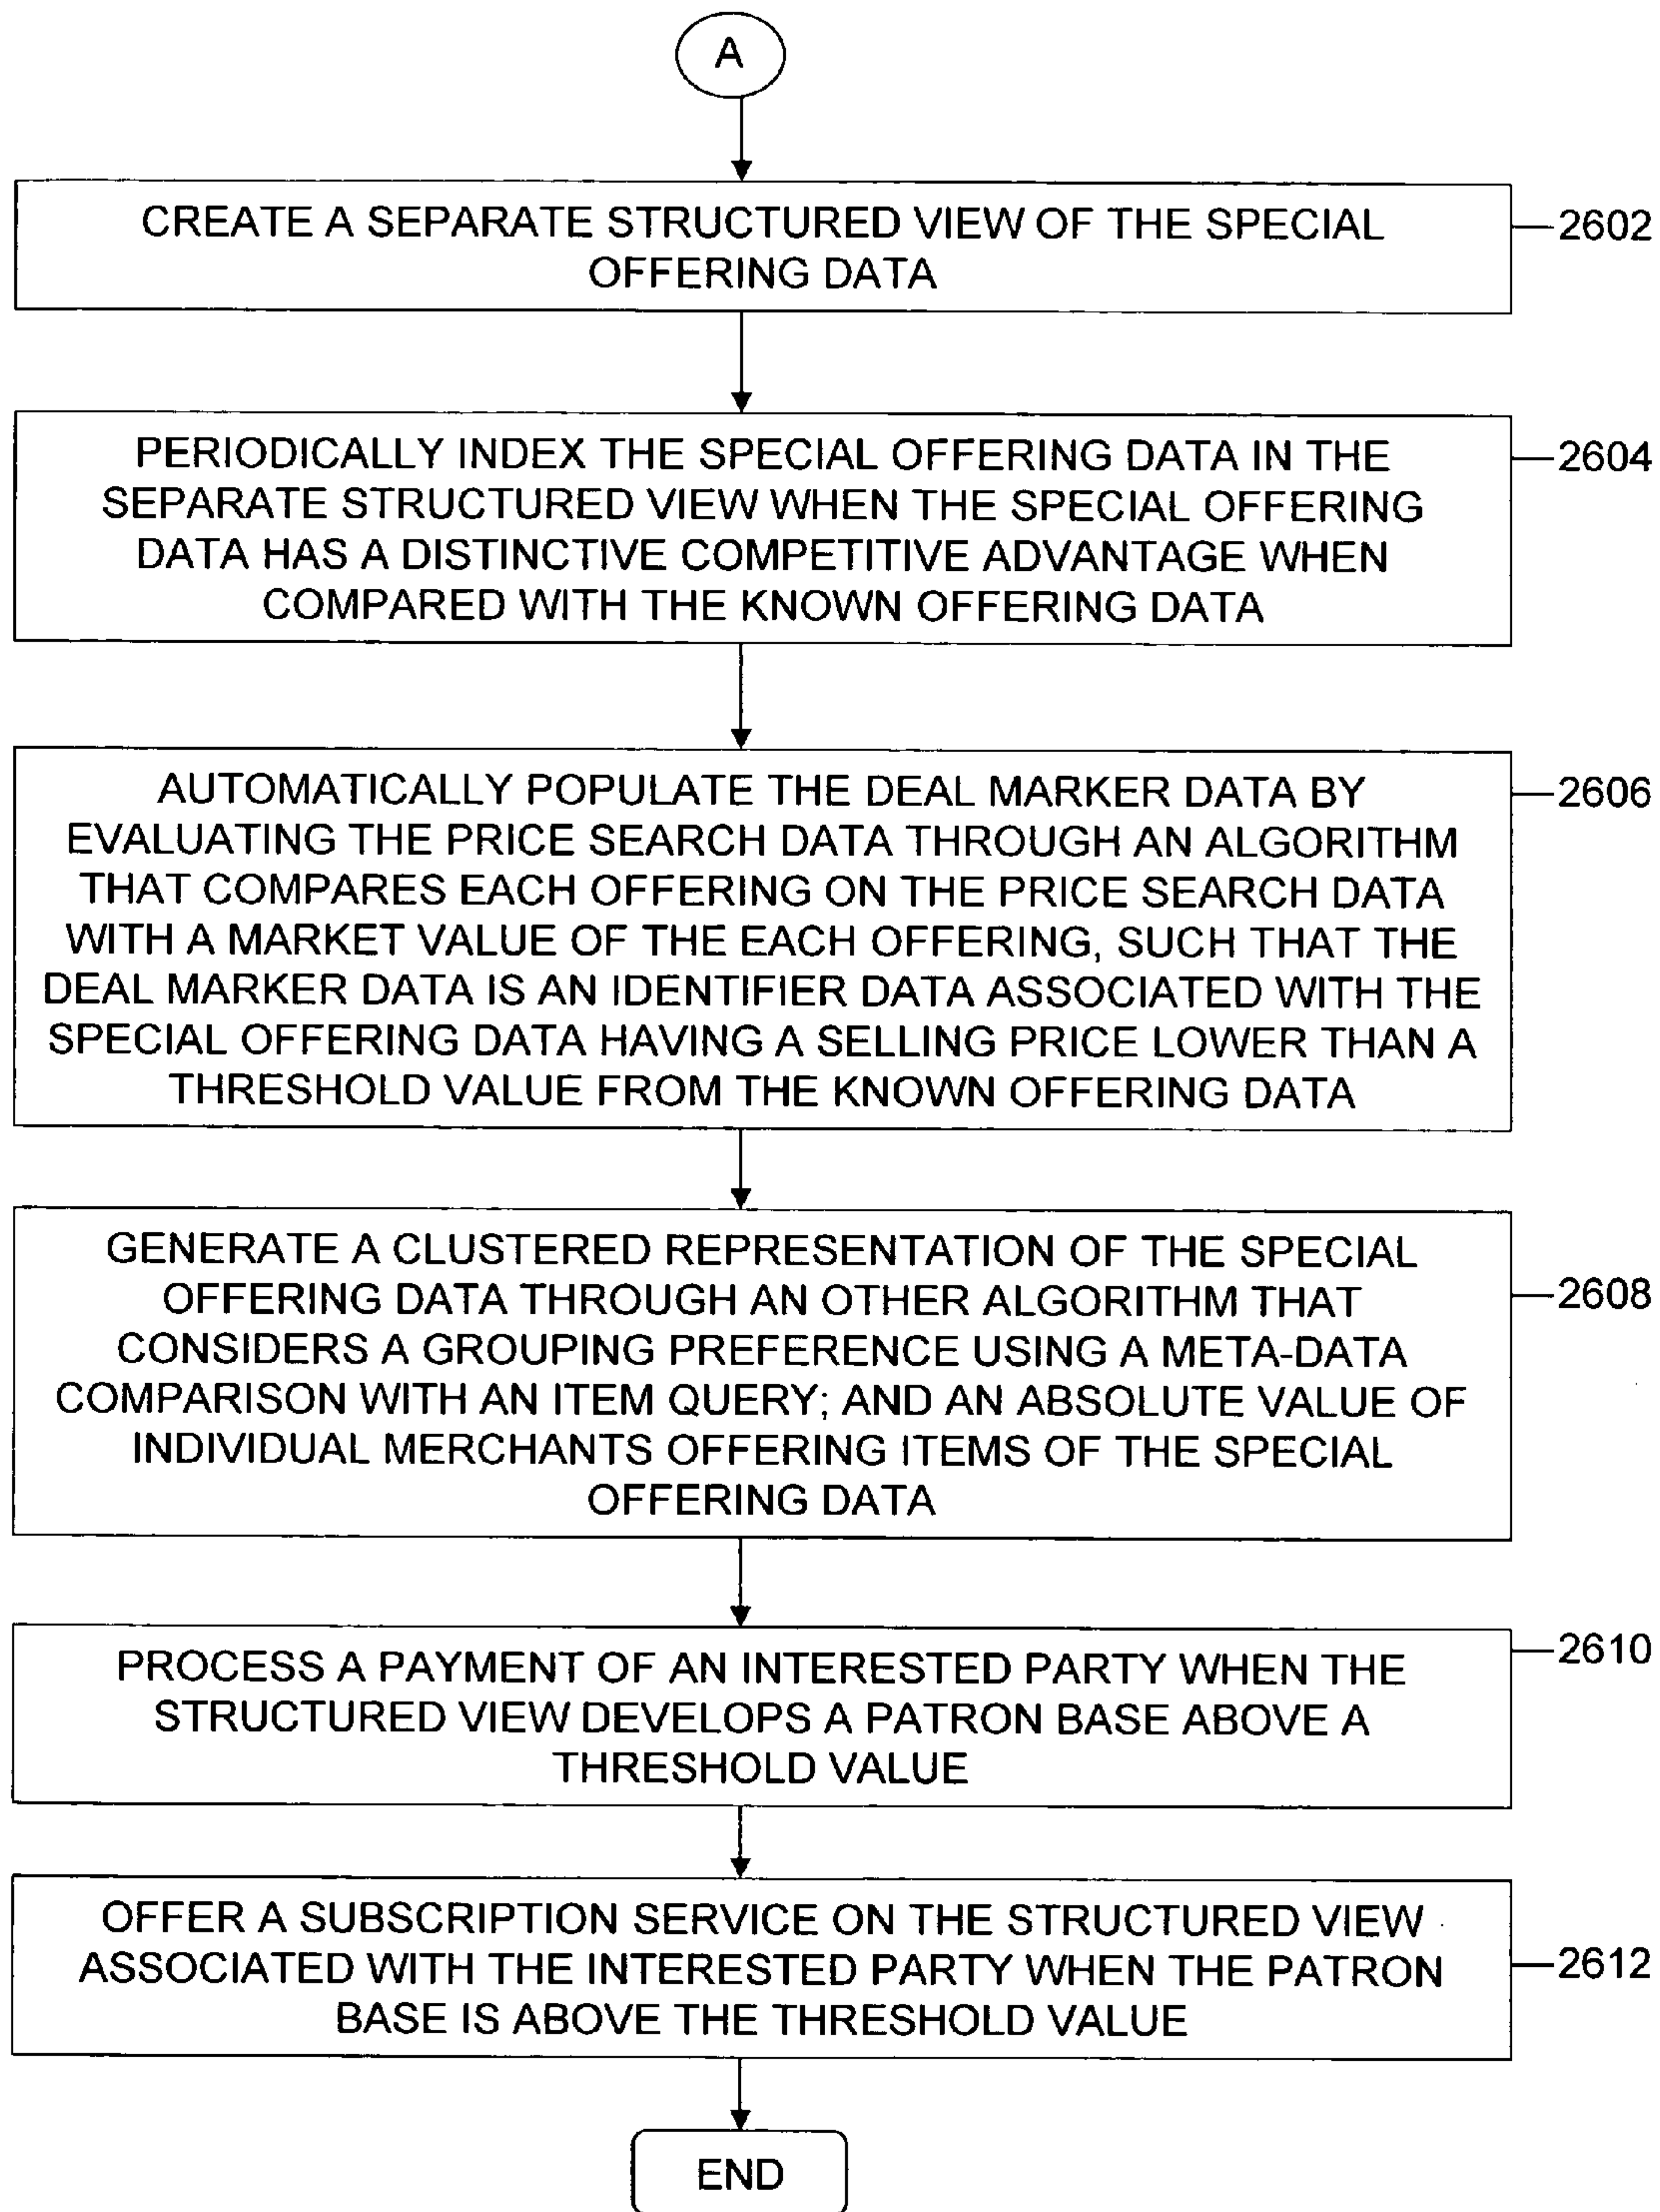 A
CREATE A SEPARATE STRUCTURED VIEW OF THE SPECIAL
OFFERING DATA
2602
PERIODICALLY INDEX THE SPECIAL OFFERING DATA IN THE
SEPARATE STRUCTURED VIEW WHEN THE SPECIAL OFFERING
DATA HAS A DISTINCTIVE COMPETITIVE ADVANTAGE WHEN
COMPARED WITH THE KNOWN OFFERING DATA
2604
AUTOMATICALLY POPULATE THE DEAL MARKER DATA BY
EVALUATING THE PRICE SEARCH DATA THROUGH AN ALGORITHM
THAT COMPARES EACH OFFERING ON THE PRICE SEARCH DATA
WITH A MARKET VALUE OF THE EACH OFFERING, SUCH THAT THE
DEAL MARKER DATA IS AN IDENTIFIER DATA ASSOCIATED WITH THE
SPECIAL OFFERING DATA HAVING A SELLING PRICE LOWER THAN A
THRESHOLD VALUE FROM THE KNOWN OFFERING DATA
2606
GENERATE A CLUSTERED REPRESENTATION OF THE SPECIAL
OFFERING DATA THROUGH AN OTHER ALGORITHM THAT
CONSIDERS A GROUPING PREFERENCE USING A META-DATA
COMPARISON WITH AN ITEM QUERY; AND AN ABSOLUTE VALUE OF
INDIVIDUAL MERCHANTS OFFERING ITEMS OF THE SPECIAL
OFFERING DATA
2608
PROCESS A PAYMENT OF AN INTERESTED PARTY WHEN THE
STRUCTURED VIEW DEVELOPS A PATRON BASE ABOVE A
THRESHOLD VALUE
2610
OFFER A SUBSCRIPTION SERVICE ON THE STRUCTURED VIEW
ASSOCIATED WITH THE INTERESTED PARTY WHEN THE PATRON
BASE IS ABOVE THE THRESHOLD VALUE
2612
END